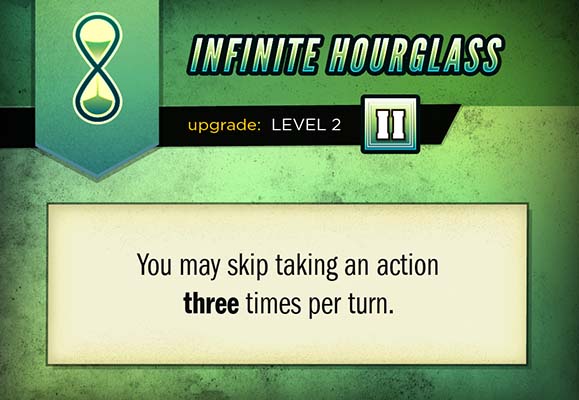 INFINITE HOURGLASS
upgrade: LEVEL 2 II
You may skip taking an action
three times per turn.